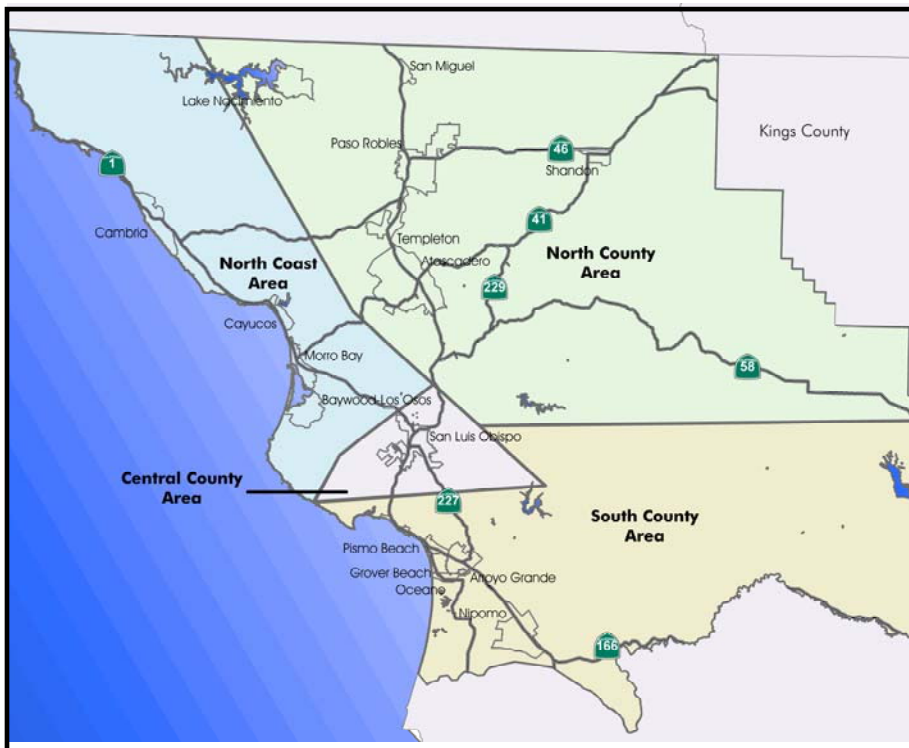 San Miguel
Lake Nacimiento
Kings County
Paso Robles
46
Shandon
1
41
Cambria
Templeton
North Coast
Area
North County
Area
Atascadero
229
Cayucos
Morro Bay
58
Baywood-Los Osos
San Luis Obispo
Central County
Area
227
South County
Area
Pismo Beach
Grover Beach
Arroyo Grande
Oceano
Nipomo
166